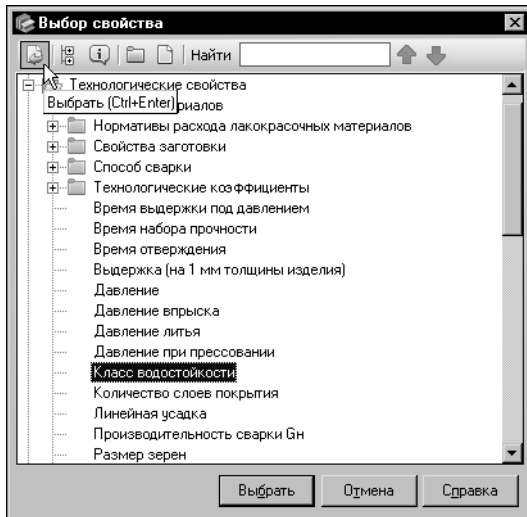 Выбор свойства
Найти
Технологические свойства
Выбрать (Ctrl+Enter)
Нормативы расхода лакокрасочных материалов
Свойства заготовки
Способ сварки
Технологические коэффициенты
Время выдержки под давлением
Время набора прочности
Время отверждения
Выдержка (на 1 мм толщины изделия)
Давление
Давление впрыска
Давление литья
Давление при прессовании
Класс водостойкости
Количество слоев покрытия
Линейная усадка
Производительность сварки Gн
Размер зерен
Выбрать Отмена Справка